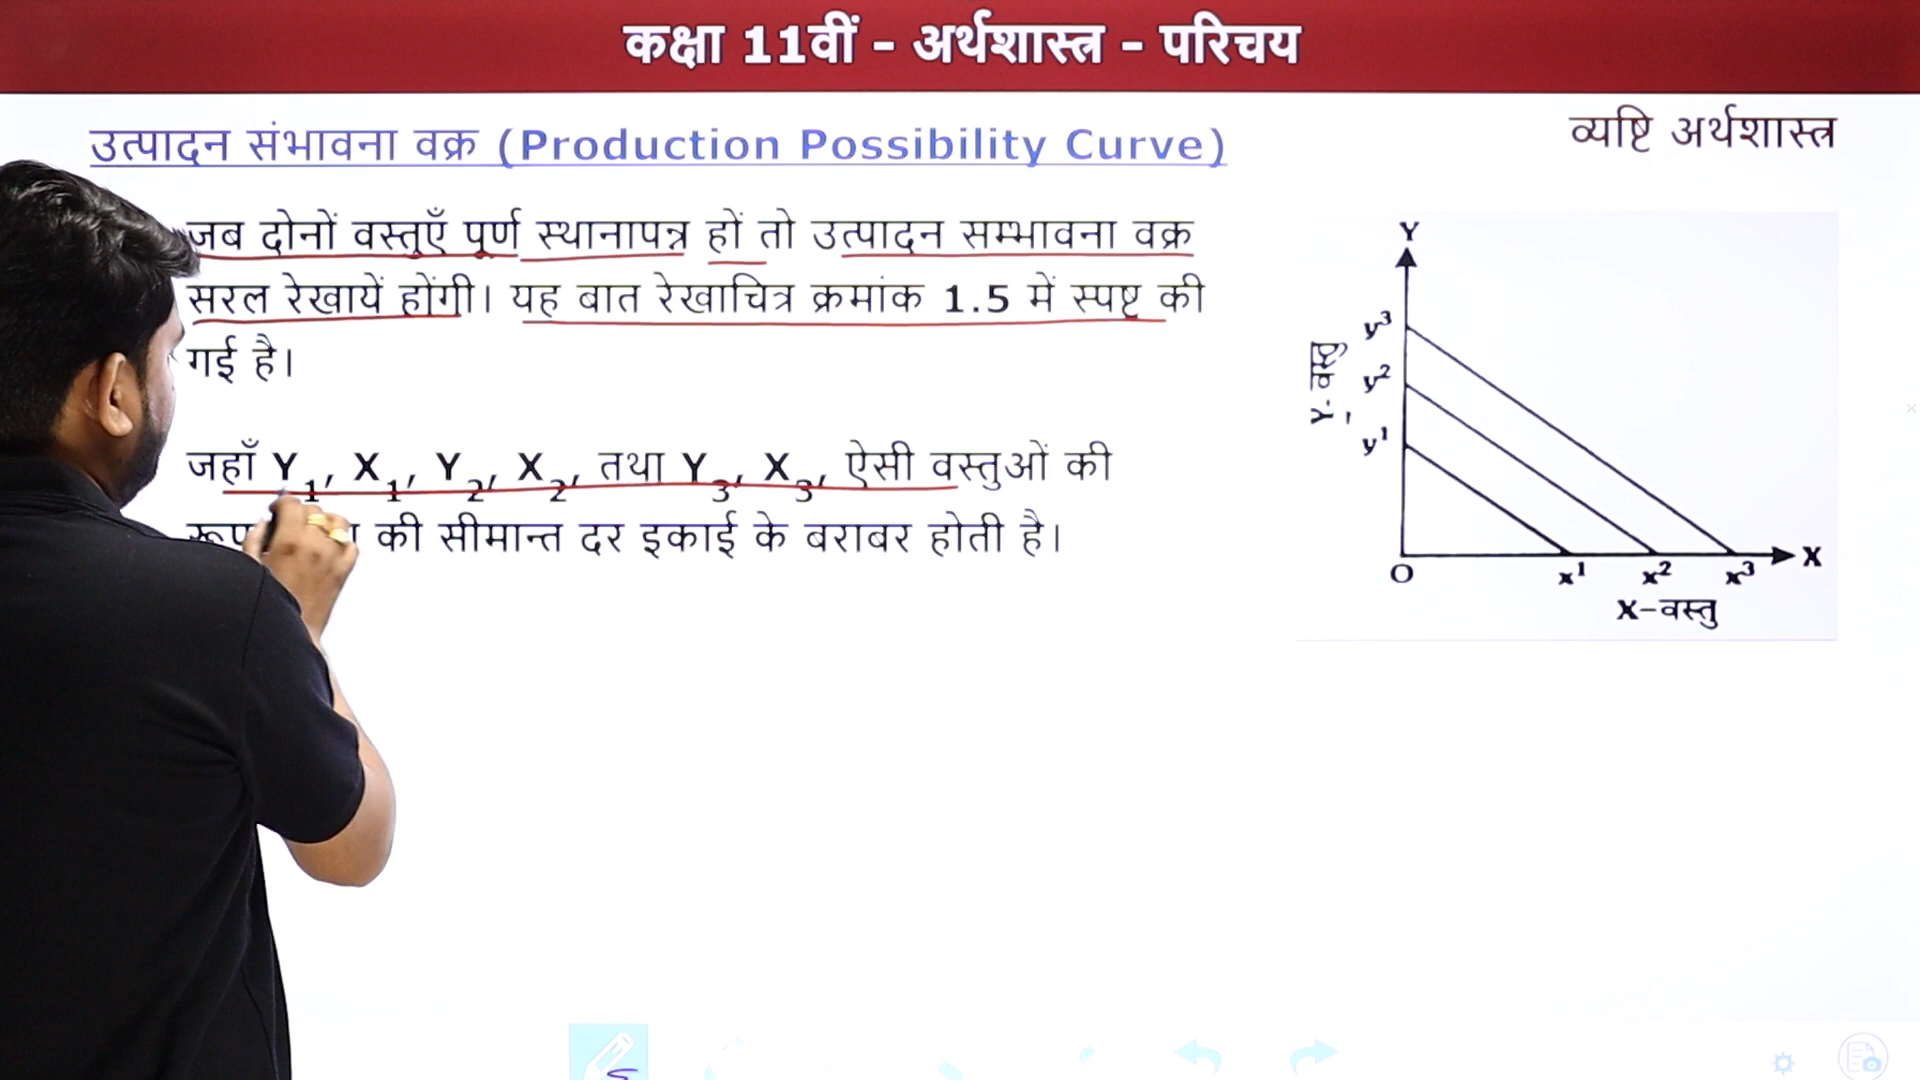 कक्षा 11वीं - अर्थशास्त्र - परिचय
उत्पादन संभावना वक्र (Production Possibility Curve)
व्यष्टि अर्थशास्त्र
जब दोनों वस्तुएँ पूर्ण स्थानापन्न हों तो उत्पादन सम्भावना वक्र
सरल रेखायें होंगी। यह बात रेखाचित्र क्रमांक 1.5 में स्पष्ट की
गई है।
जहाँ Y₁, X₁, Y₂, X₂, तथा Y₃, X₃, ऐसी वस्तुओं की
की सीमान्त दर इकाई के बराबर होती है।
Y
y³
y²
y¹
Y-वस्तु
O
x¹ x² x³
X
X-वस्तु